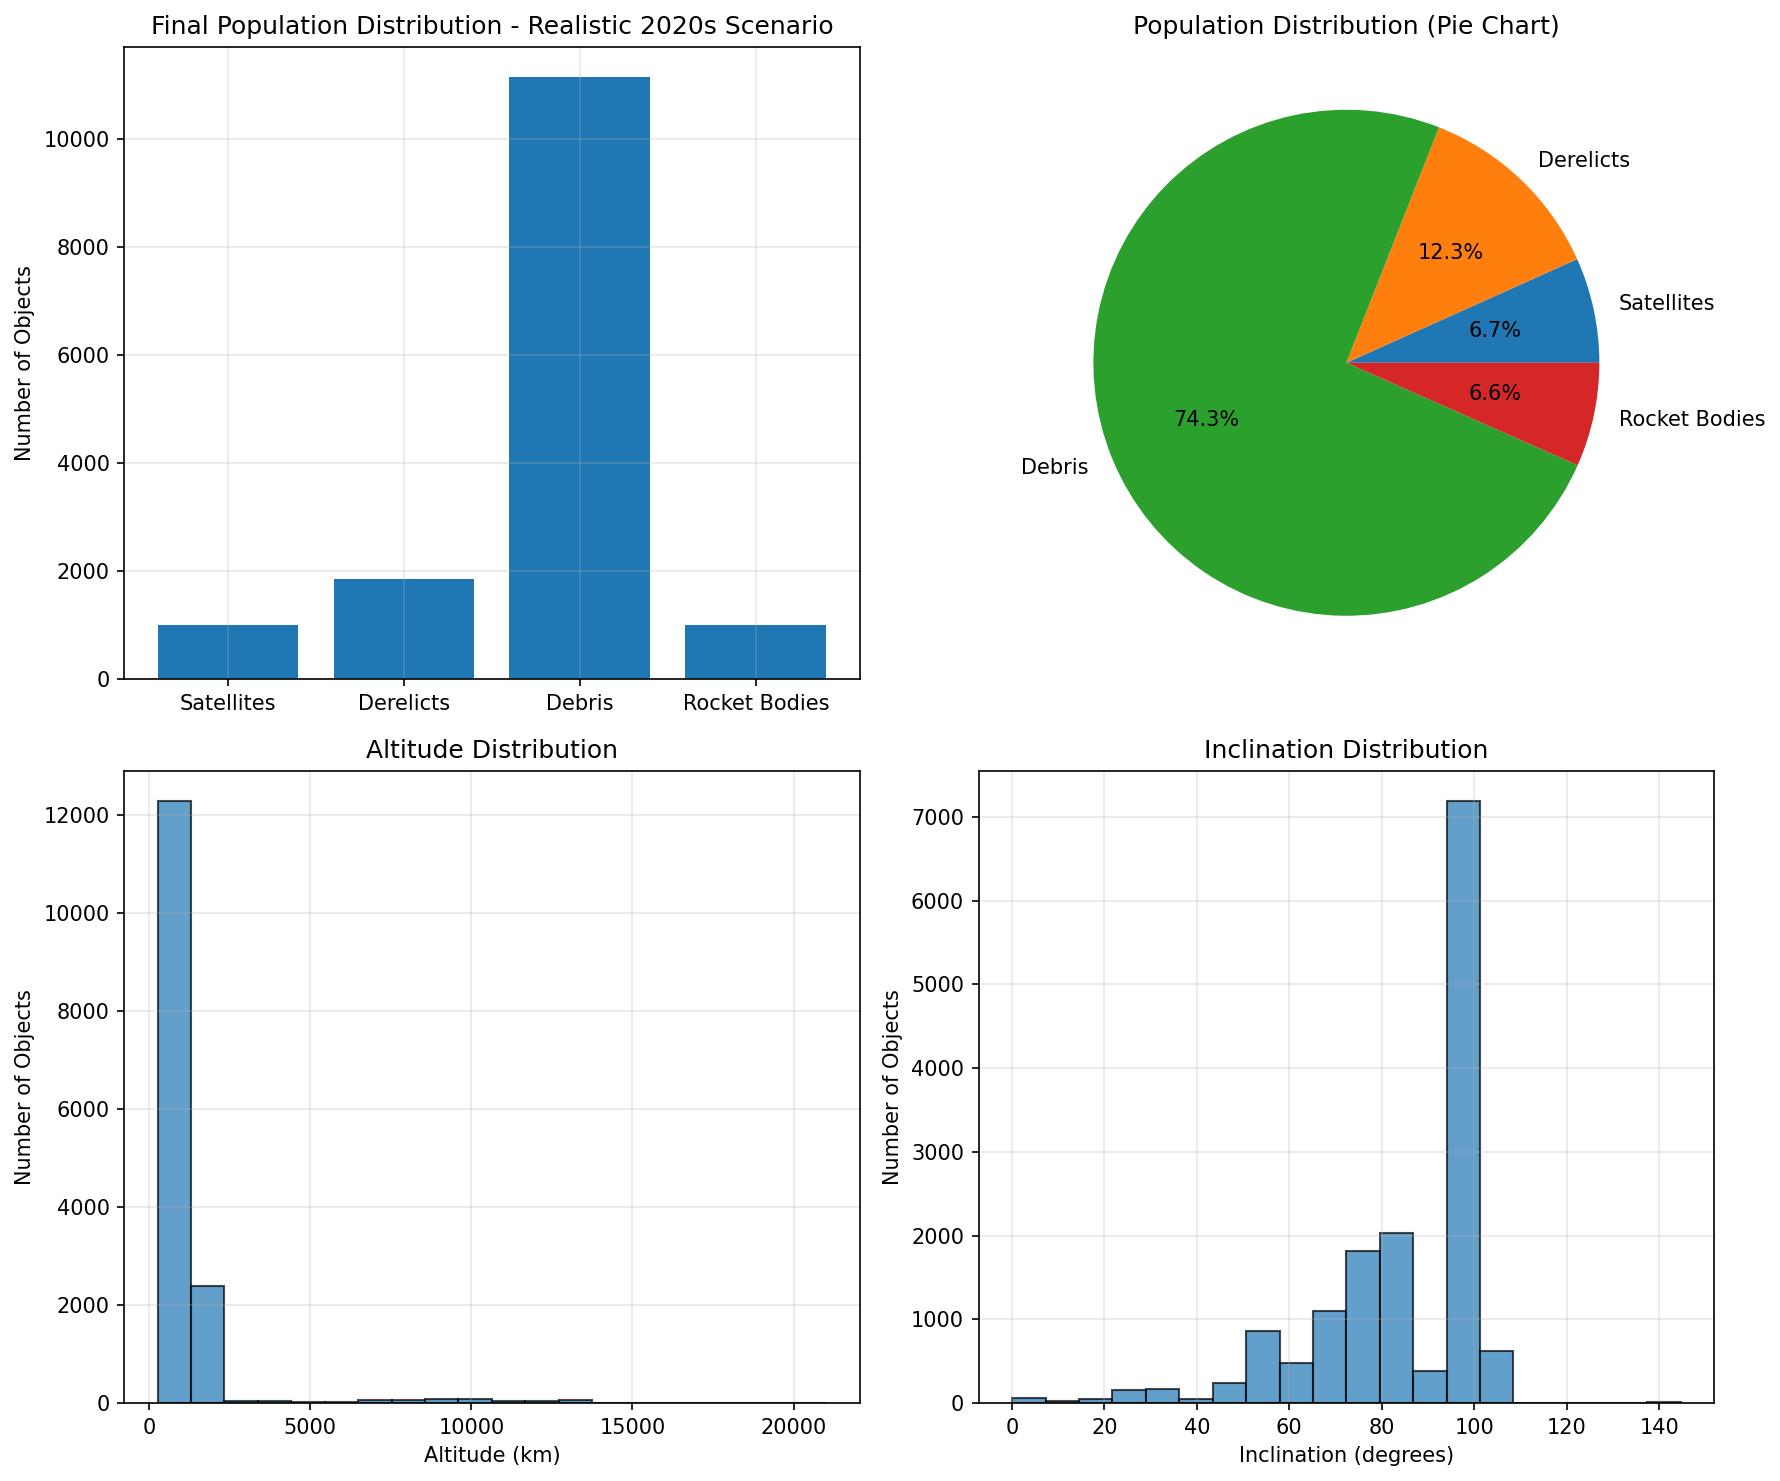 Final Population Distribution - Realistic 2020s Scenario
Number of Objects
10000
8000
6000
4000
2000
0
Satellites
Derelicts
Debris
Rocket Bodies
Population Distribution (Pie Chart)
Derelicts
12.3%
Satellites
6.7%
6.6%
Rocket Bodies
74.3%
Debris
Altitude Distribution
Number of Objects
12000
10000
8000
6000
4000
2000
0
0
5000
10000
15000
20000
Altitude (km)
Inclination Distribution
Number of Objects
7000
6000
5000
4000
3000
2000
1000
0
0
20
40
60
80
100
120
140
Inclination (degrees)